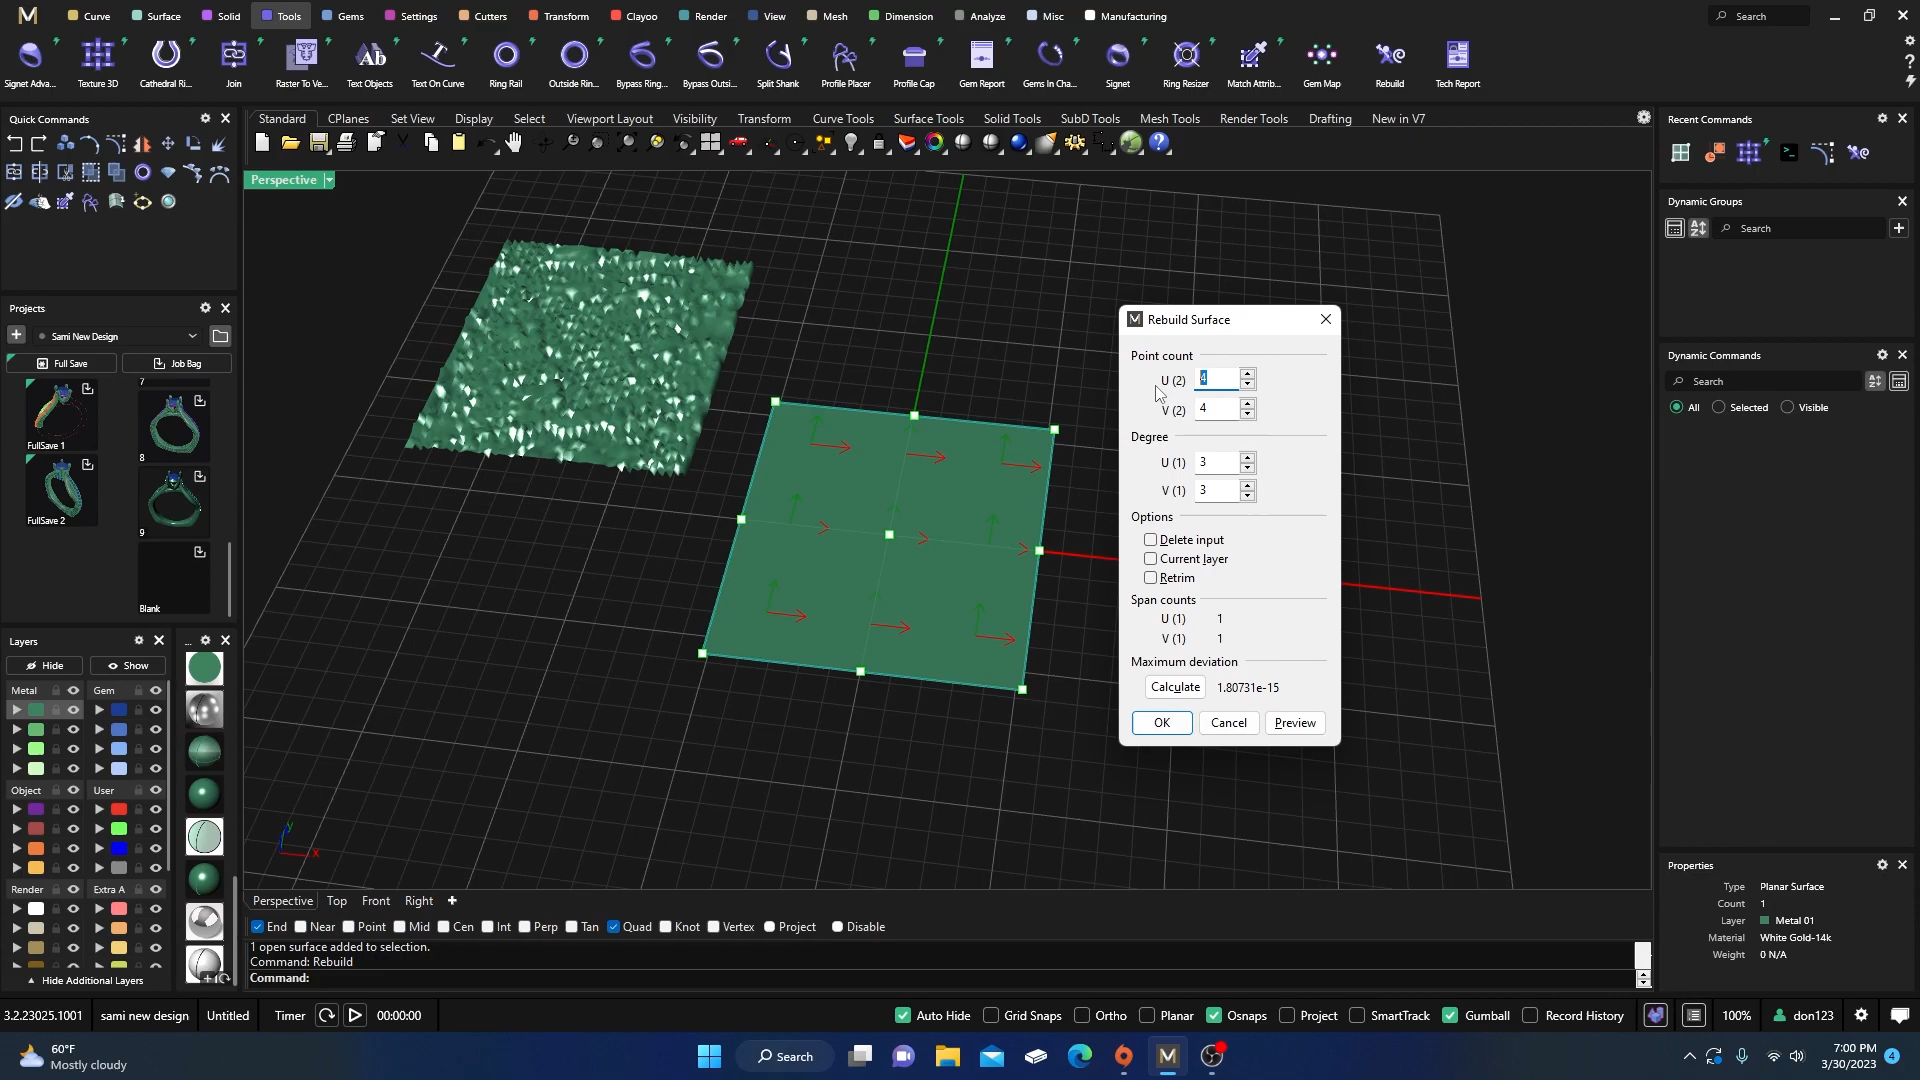 Curve Surface Solid Tools Gems Settings Cutters Transform Clayoo Render View Mesh Dimension Analyze Misc Manufacturing Search
Signet Adva... Texture 3D Cathedral Ri... Join Raster To Ve... Text Objects Text On Curve Ring Rail Outside Rin... Bypass Ring... Bypass Outsi... Split Shank Profile Placer Profile Cap Gem Report Gems In Cha... Signet Ring Resizer Match Attrib... Gem Map Rebuild Tech Report
Quick Commands
Standard CPlanes Set View Display Select Viewport Layout Visibility Transform Curve Tools Surface Tools Solid Tools SubD Tools Mesh Tools Render Tools Drafting New in V7
Recent Commands
Perspective
Dynamic Groups
Search
Projects
Sami New Design
Full Save Job Bag
7
FullSave 1
8
FullSave 2
9
Blank
Rebuild Surface
Point count
U (2) 4
V (2) 4
Degree
U (1) 3
V (1) 3
Options
Delete input
Current layer
Retrim
Span counts
U (1) 1
V (1) 1
Maximum deviation
Calculate 1.80731e-15
OK Cancel Preview
Dynamic Commands
Search
All Selected Visible
Layers ...
Hide Show
Metal Gem
Object User
Render Extra A
Hide Additional Layers
y
x
Perspective Top Front Right
End Near Point Mid Cen Int Perp Tan Quad Knot Vertex Project Disable
1 open surface added to selection.
Command: Rebuild
Command:
Properties
Type Planar Surface
Count 1
Layer Metal 01
Material White Gold-14k
Weight 0 N/A
3.2.23025.1001 sami new design Untitled Timer 00:00:00 Auto Hide Grid Snaps Ortho Planar Osnaps Project SmartTrack Gumball Record History 100% don123
60°F
Mostly cloudy
Search
7:00 PM
3/30/2023
4